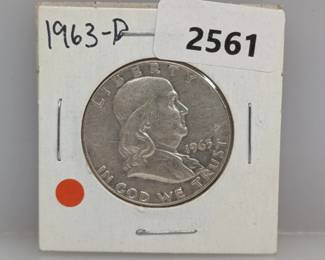 1963-D
2561
LIBERTY
1963
IN GOD WE TRUST